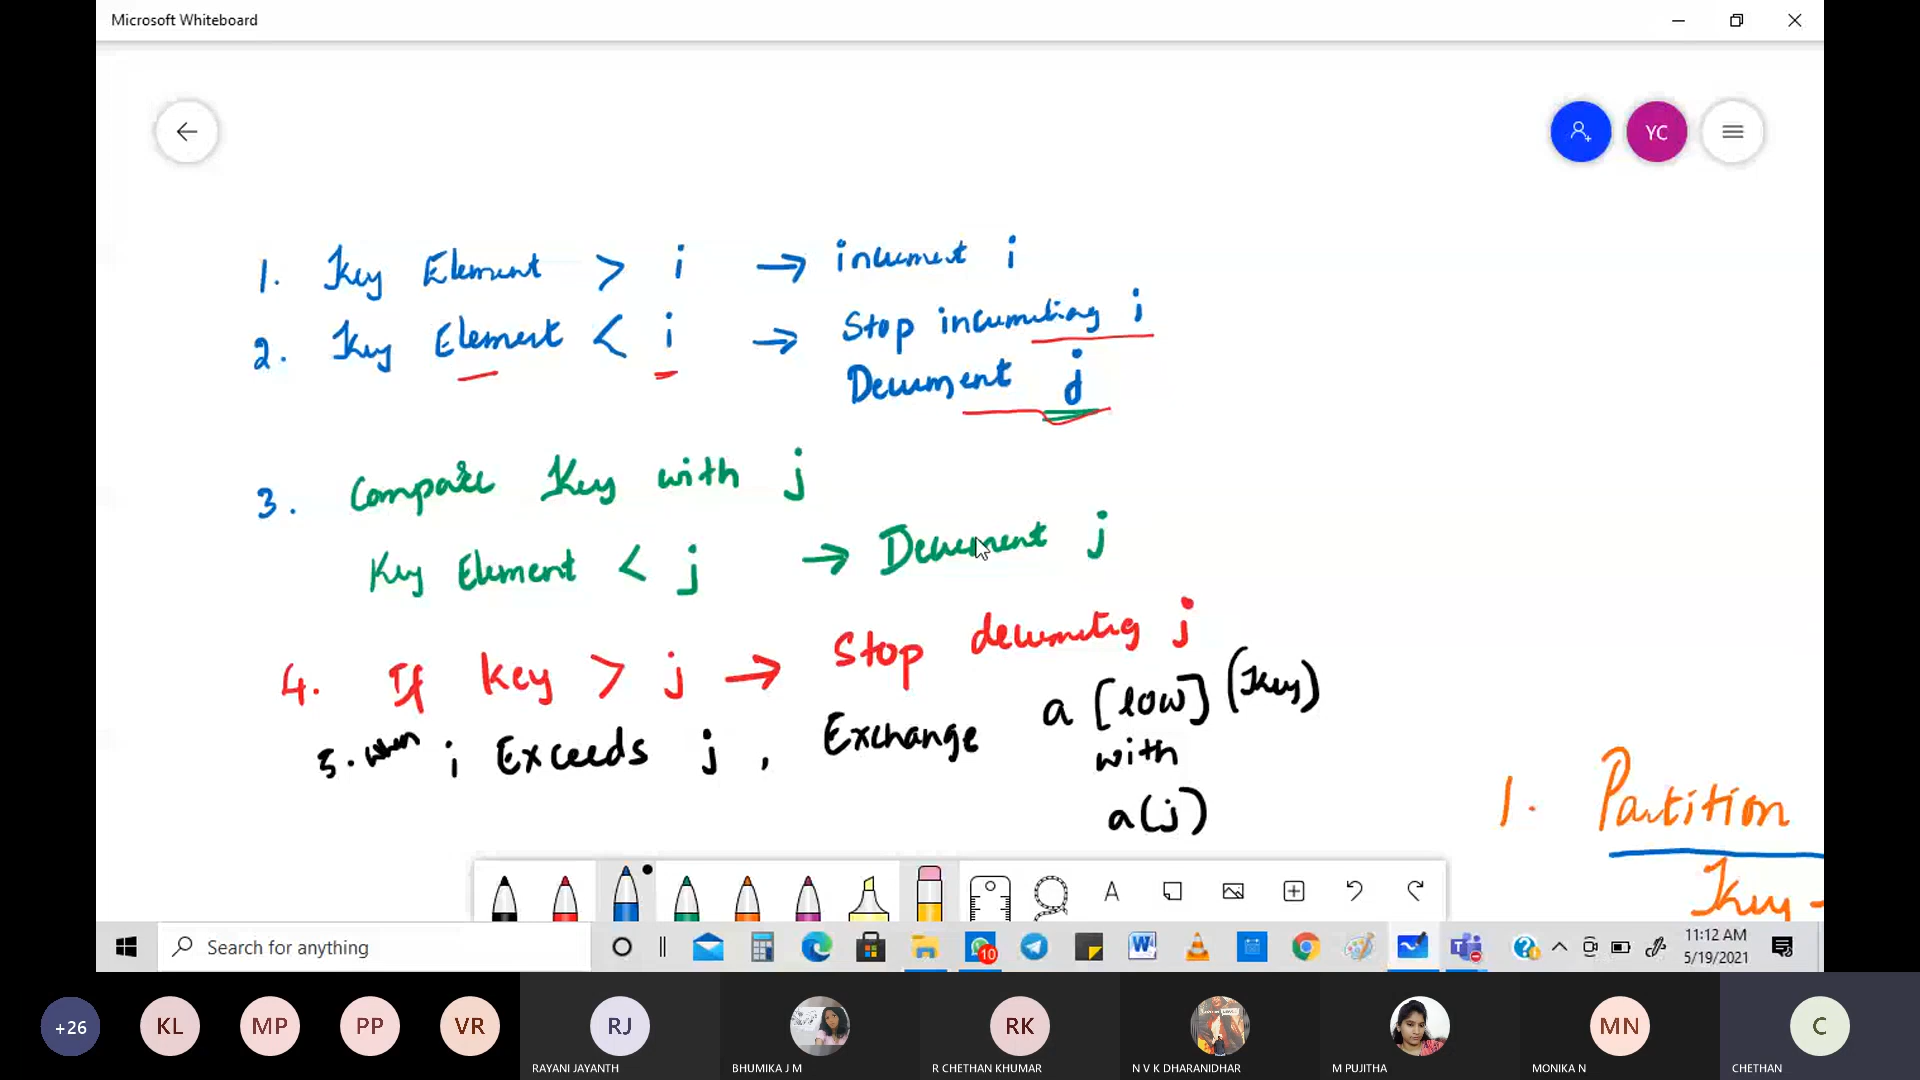 Microsoft Whiteboard
YC
1. Key Element > i → increment i
2. Key Element < i → Stop incrementing i
Decrement j
3. Compare Key with j
Key Element < j → Decrement j
4. If key > j → Stop decrementing j
5. when i Exceeds j, Exchange a [low] (Key)
with
a(j)
1. Partition
Key -
A
Search for anything
10
11:12 AM
5/19/2021
+26
KL
MP
PP
VR
RJ
RK
MN
C
RAYANI JAYANTH
BHUMIKA J M
R CHETHAN KHUMAR
N V K DHARANIDHAR
M PUJITHA
MONIKA N
CHETHAN